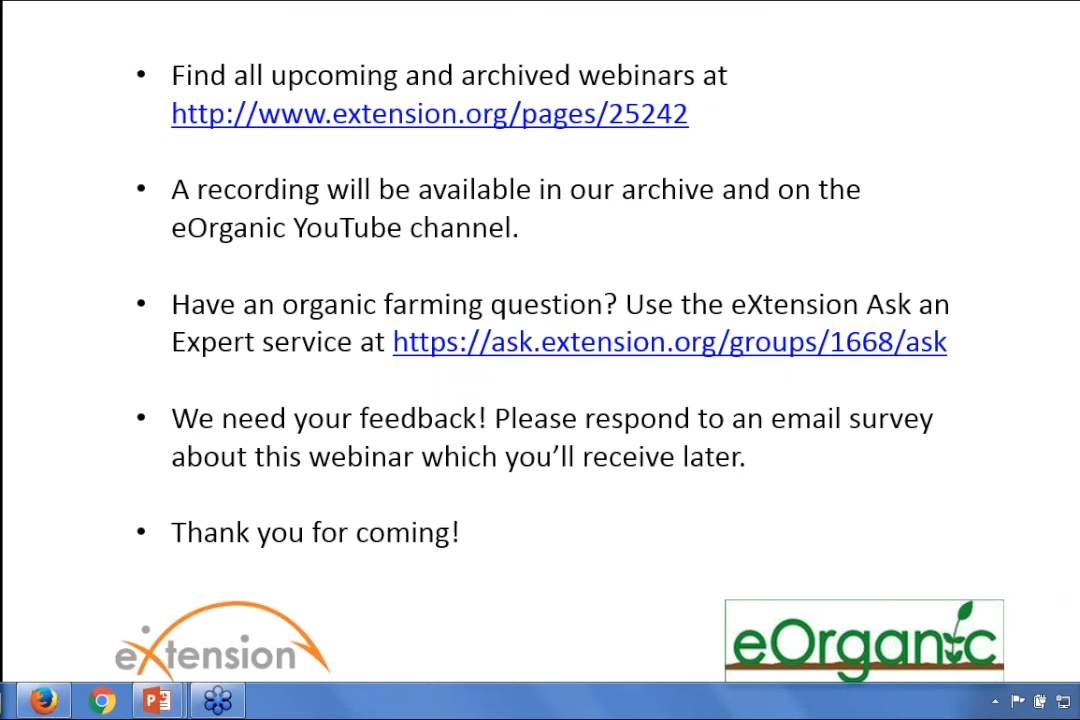 • Find all upcoming and archived webinars at
http://www.extension.org/pages/25242
• A recording will be available in our archive and on the
eOrganic YouTube channel.
• Have an organic farming question? Use the eXtension Ask an
Expert service at https://ask.extension.org/groups/1668/ask
• We need your feedback! Please respond to an email survey
about this webinar which you’ll receive later.
• Thank you for coming!
eXtension
eOrganic